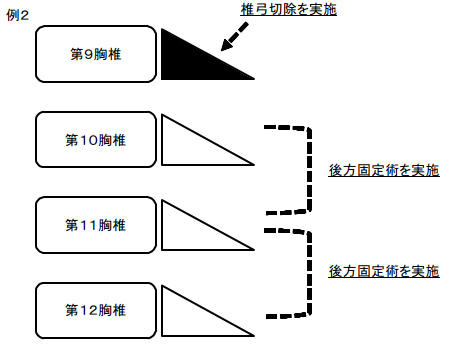 例２
椎弓切除を実施
第９胸椎
第１０胸椎
後方固定術を実施
第１１胸椎
後方固定術を実施
第１２胸椎